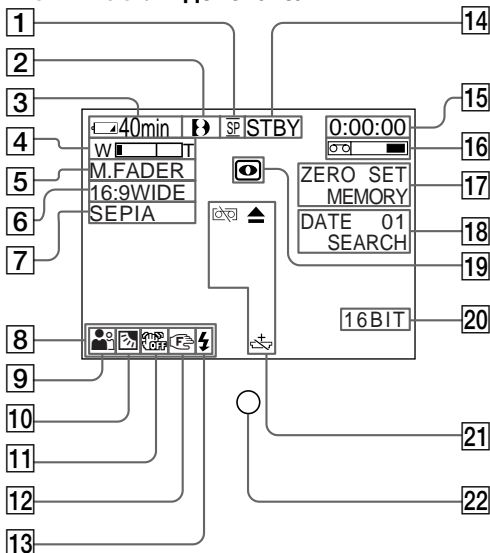 1
14
2
3
15
40min SP STBY 0:00:00
4
W T
16
5
M.FADER
ZERO SET
MEMORY
17
6
16:9WIDE
7
SEPIA
DATE 01
SEARCH
18
19
16BIT
20
8
OFF F
9
10
21
11
12
22
13